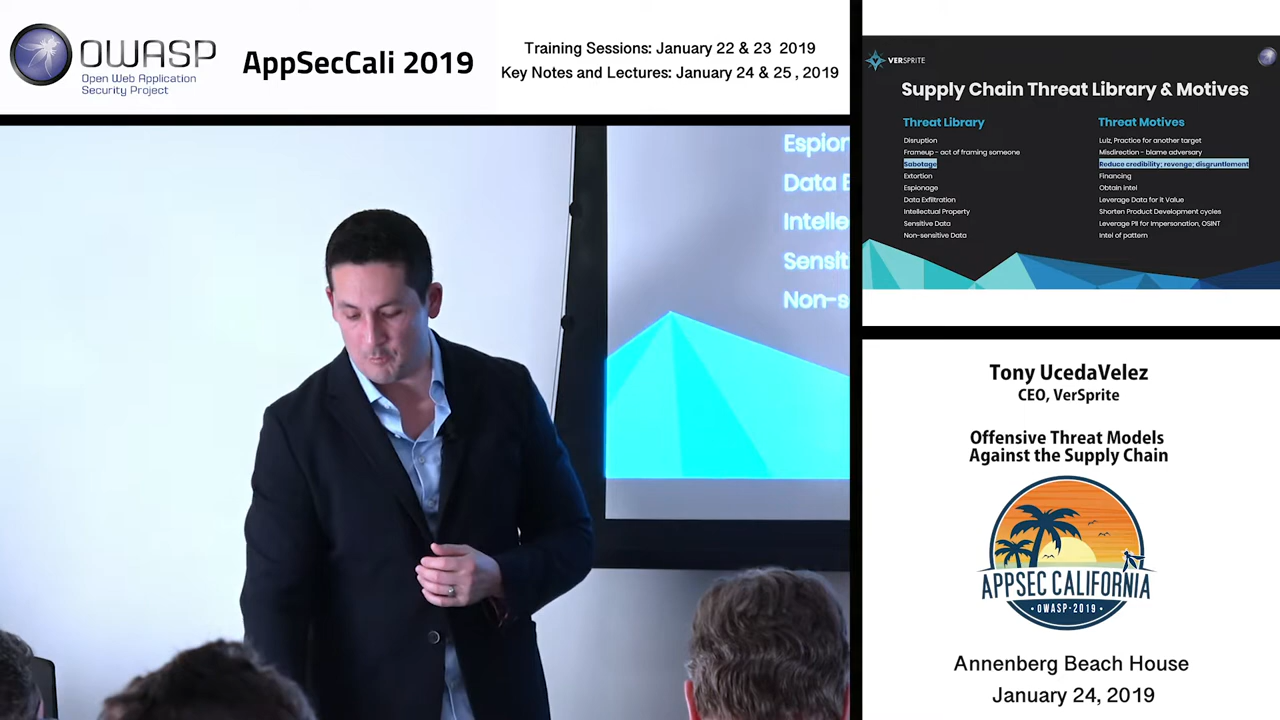 OWASP
Open Web Application
Security Project
AppSecCali 2019
Training Sessions: January 22 & 23 2019
Key Notes and Lectures: January 24 & 25 , 2019
Espion
Data E
Intelle
Sensit
Non-s
VERSPRITE
Supply Chain Threat Library & Motives
Threat Library
Disruption
Frameup - act of framing someone
Sabotage
Extortion
Espionage
Data Exfiltration
Intellectual Property
Sensitive Data
Non-sensitive Data
Threat Motives
Lulz, Practice for another target
Misdirection - blame adversary
Reduce credibility; revenge; disgruntlement
Financing
Obtain intel
Leverage Data for it Value
Shorten Product Development cycles
Leverage PII for Impersonation, OSINT
Intel of pattern
Tony UcedaVelez
CEO, VerSprite
Offensive Threat Models
Against the Supply Chain
APPSEC CALIFORNIA
· OWASP-2019 ·
Annenberg Beach House
January 24, 2019